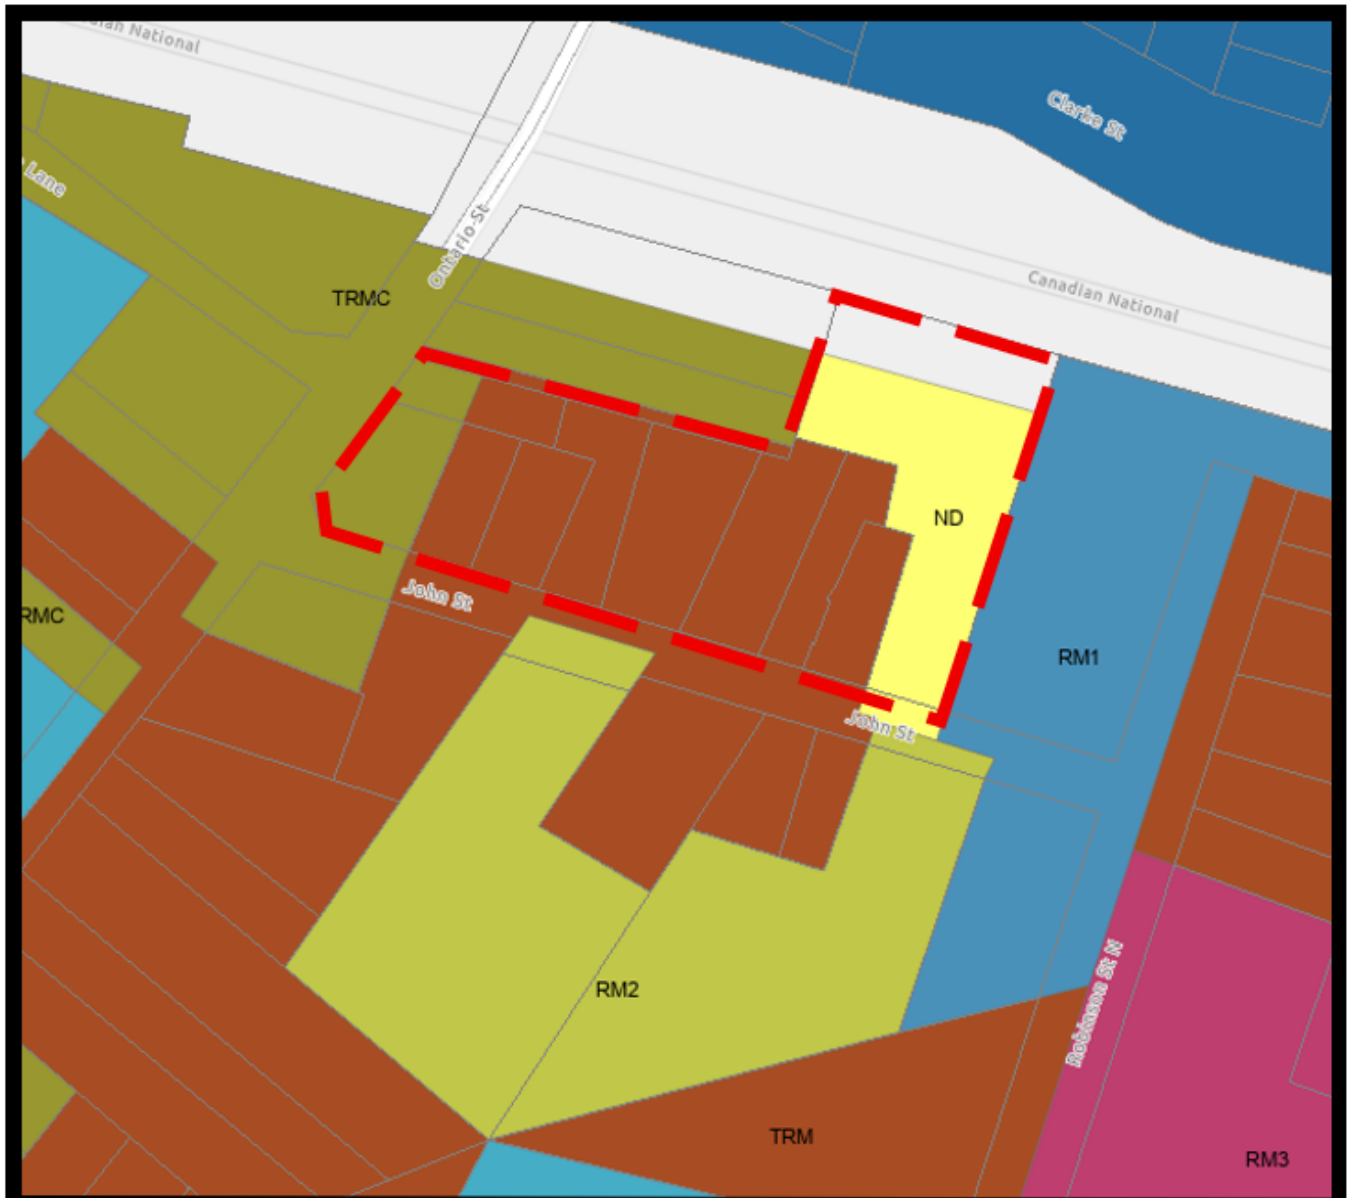 National
Clarke St
Lane
Ontario St
Canadian National
TRMC
ND
John St
RMC
RM1
John St
RM2
Robinson St N
TRM
RM3